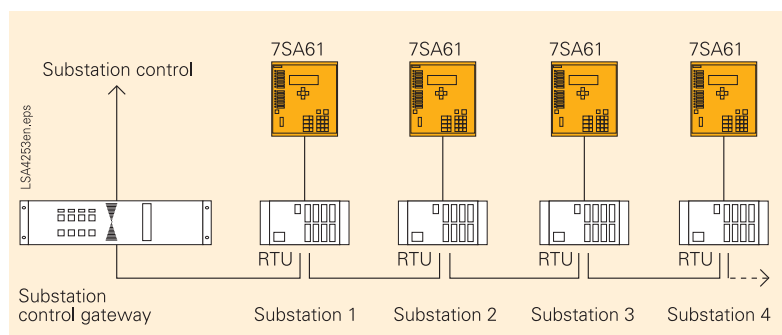 7SA61 7SA61 7SA61 7SA61
Substation control
LSA4253en.eps
RTU RTU RTU RTU
Substation
control gateway
Substation 1 Substation 2 Substation 3 Substation 4